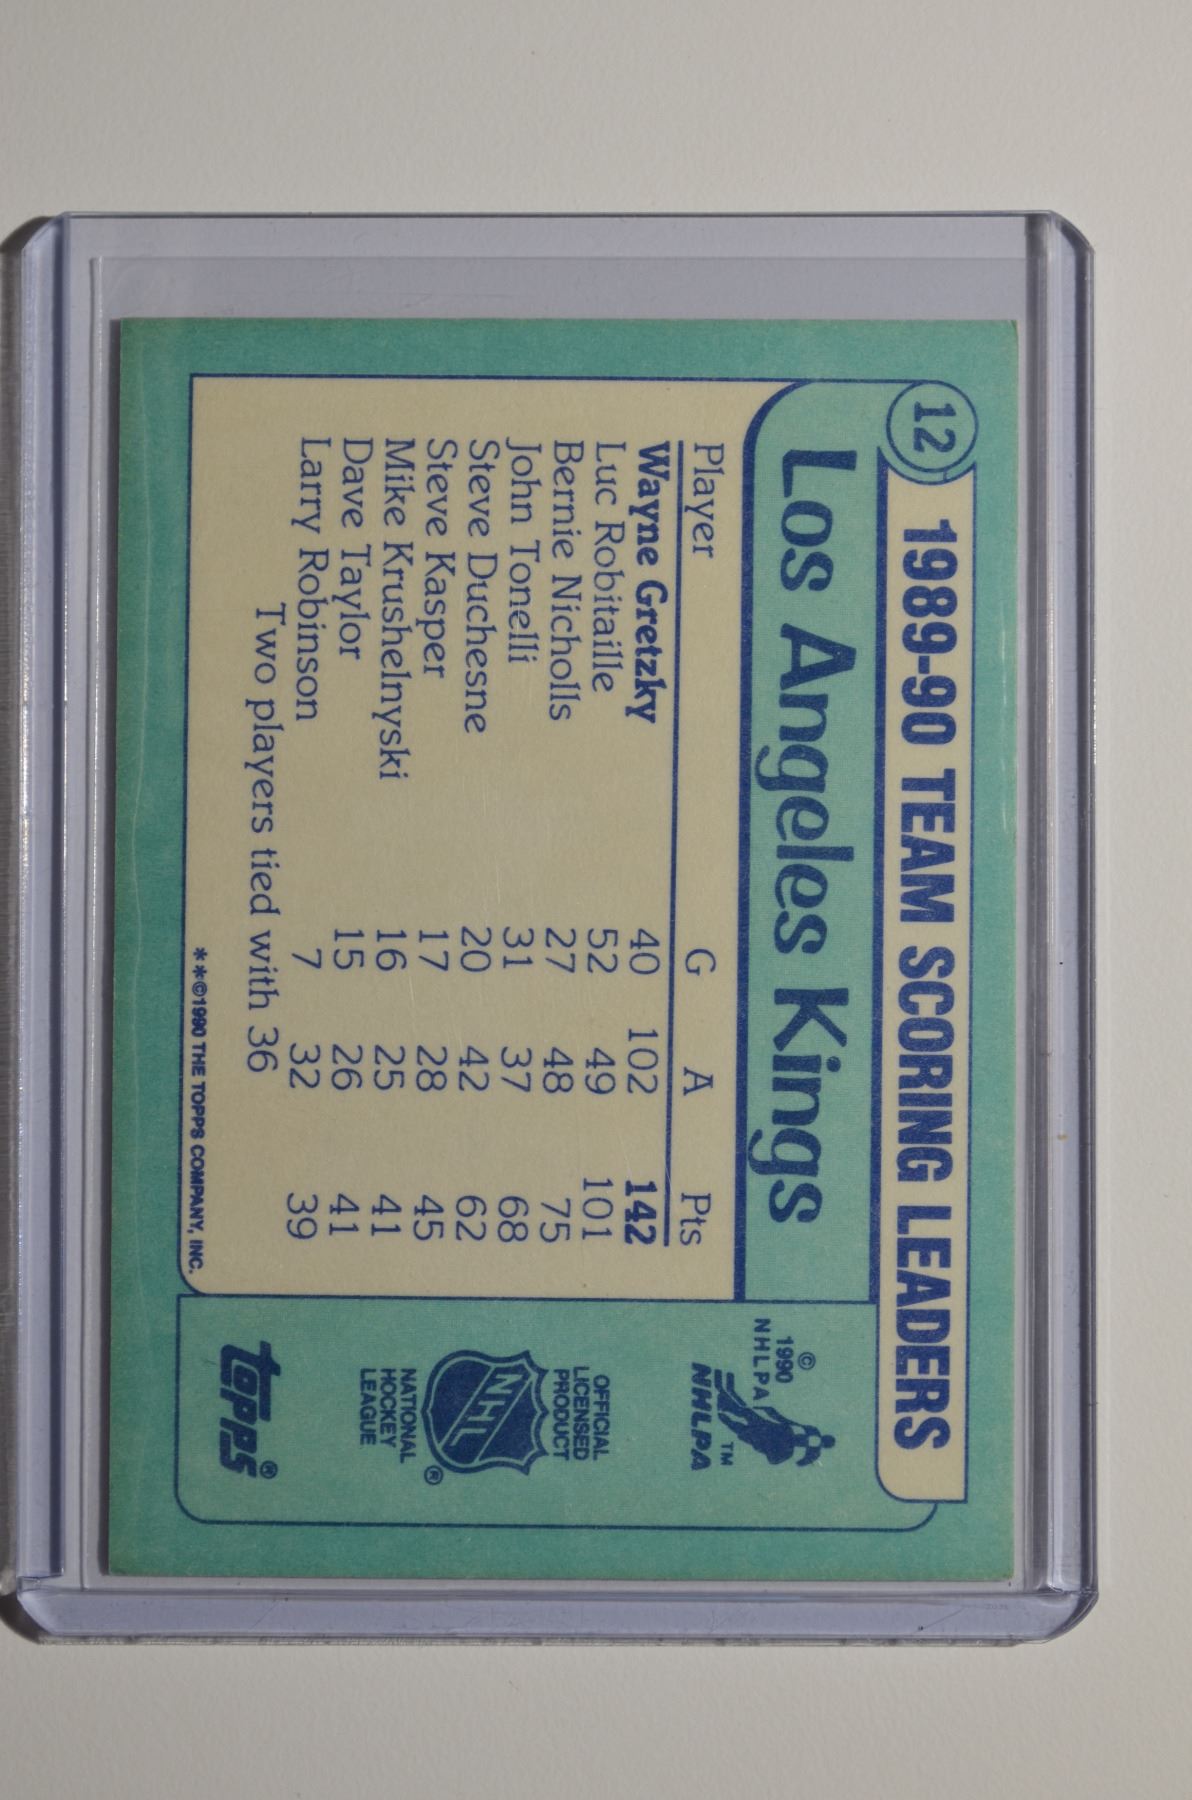 12
1989-90 TEAM SCORING LEADERS
Los Angeles Kings
Player G A Pts
Wayne Gretzky 40 102 142
Luc Robitaille 52 49 101
Bernie Nicholls 27 48 75
John Tonelli 31 37 68
Steve Duchesne 20 42 62
Steve Kasper 17 28 45
Mike Krushelnyski 16 25 41
Dave Taylor 15 26 41
Larry Robinson 7 32 39
Two players tied with 36
**©1990 THE TOPPS COMPANY, INC.
©
1990
NHLPA
NHLPA
TM
OFFICIAL
LICENSED
PRODUCT
NHL
NATIONAL
HOCKEY
LEAGUE
®
TOPPS®